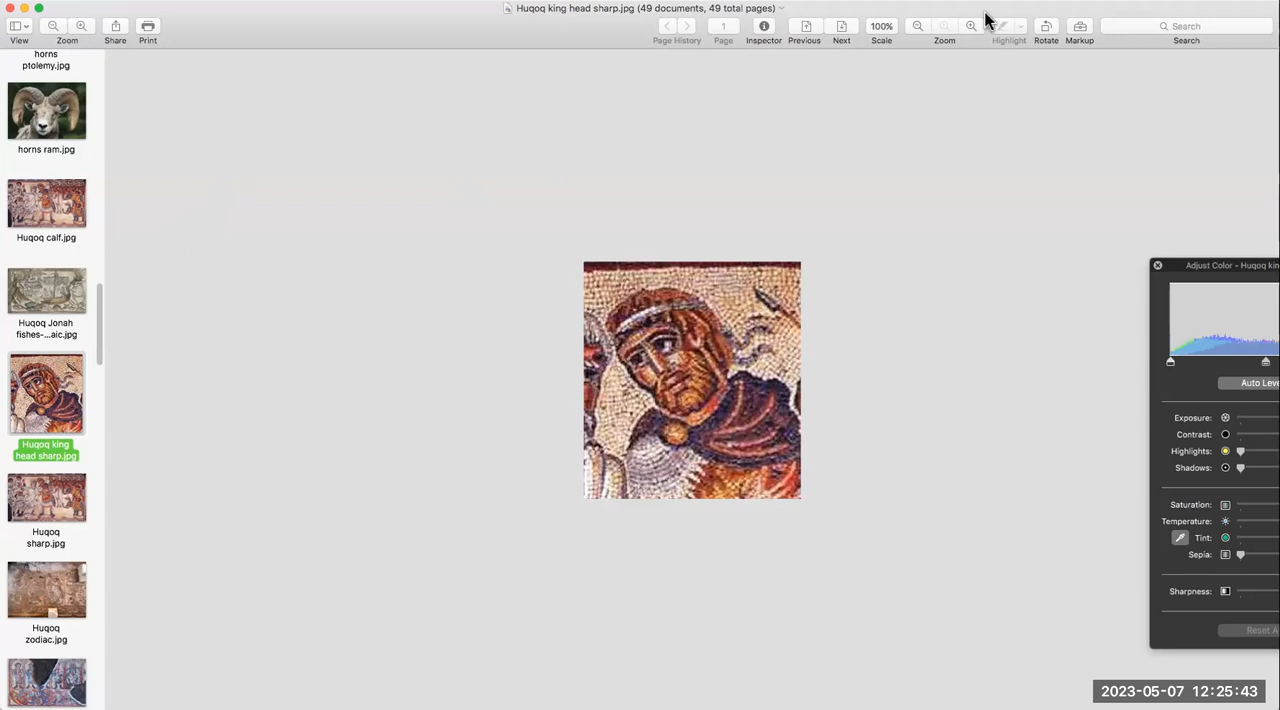 Huqoq king head sharp.jpg (49 documents, 49 total pages)
View
Zoom
Share
Print
Page History
1
Page
Inspector
Previous
Next
100%
Scale
Zoom
Highlight
Rotate
Markup
Search
Search
horns
ptolemy.jpg
horns ram.jpg
Huqoq calf.jpg
Huqoq Jonah
fishes-...aic.jpg
Huqoq king
head sharp.jpg
Huqoq
sharp.jpg
Huqoq
zodiac.jpg
Adjust Color - Huqoq kin
Auto Leve
Exposure:
Contrast:
Highlights:
Shadows:
Saturation:
Temperature:
Tint:
Sepia:
Sharpness:
Reset A
2023-05-07 12:25:43